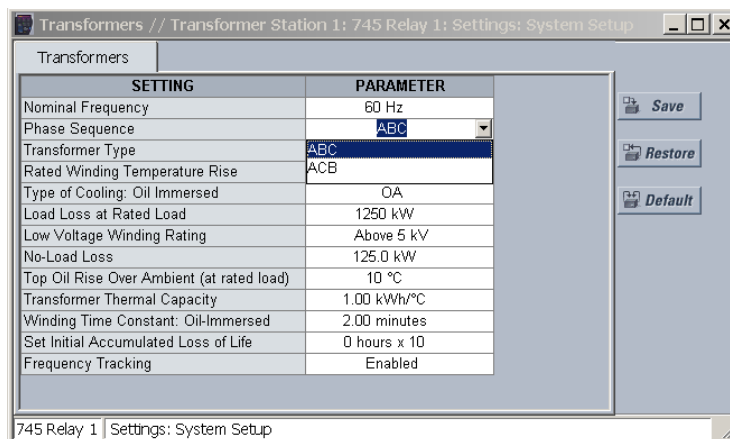 Transformers // Transformer Station 1: 745 Relay 1: Settings: System Setup
Transformers
SETTING PARAMETER
Nominal Frequency 60 Hz
Phase Sequence ABC
Transformer Type ABC
Rated Winding Temperature Rise ACB
Type of Cooling: Oil Immersed OA
Load Loss at Rated Load 1250 kW
Low Voltage Winding Rating Above 5 kV
No-Load Loss 125.0 kW
Top Oil Rise Over Ambient (at rated load) 10 °C
Transformer Thermal Capacity 1.00 kWh/°C
Winding Time Constant: Oil-Immersed 2.00 minutes
Set Initial Accumulated Loss of Life 0 hours x 10
Frequency Tracking Enabled
Save
Restore
Default
745 Relay 1 Settings: System Setup